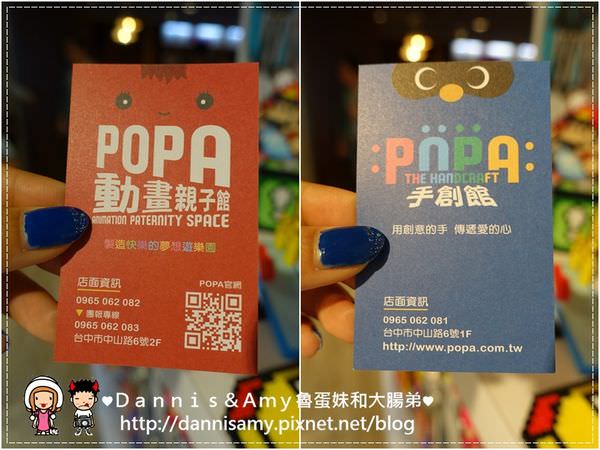 POPA
動畫親子館
ANIMATION PATERNITY SPACE
製造快樂的夢想遊樂園
店面資訊
0965 062 082
▼團報專線
0965 062 083
台中市中山路6號2F
POPA官網
:POPA:
THE HANDCRAFT
手創館
用創意的手 傳遞愛的心
店面資訊
0965 062 081
台中市中山路6號1F
http://www.popa.com.tw
♥Dannis&Amy魯蛋妹和大腸弟♥
http://dannisamy.pixnet.net/blog